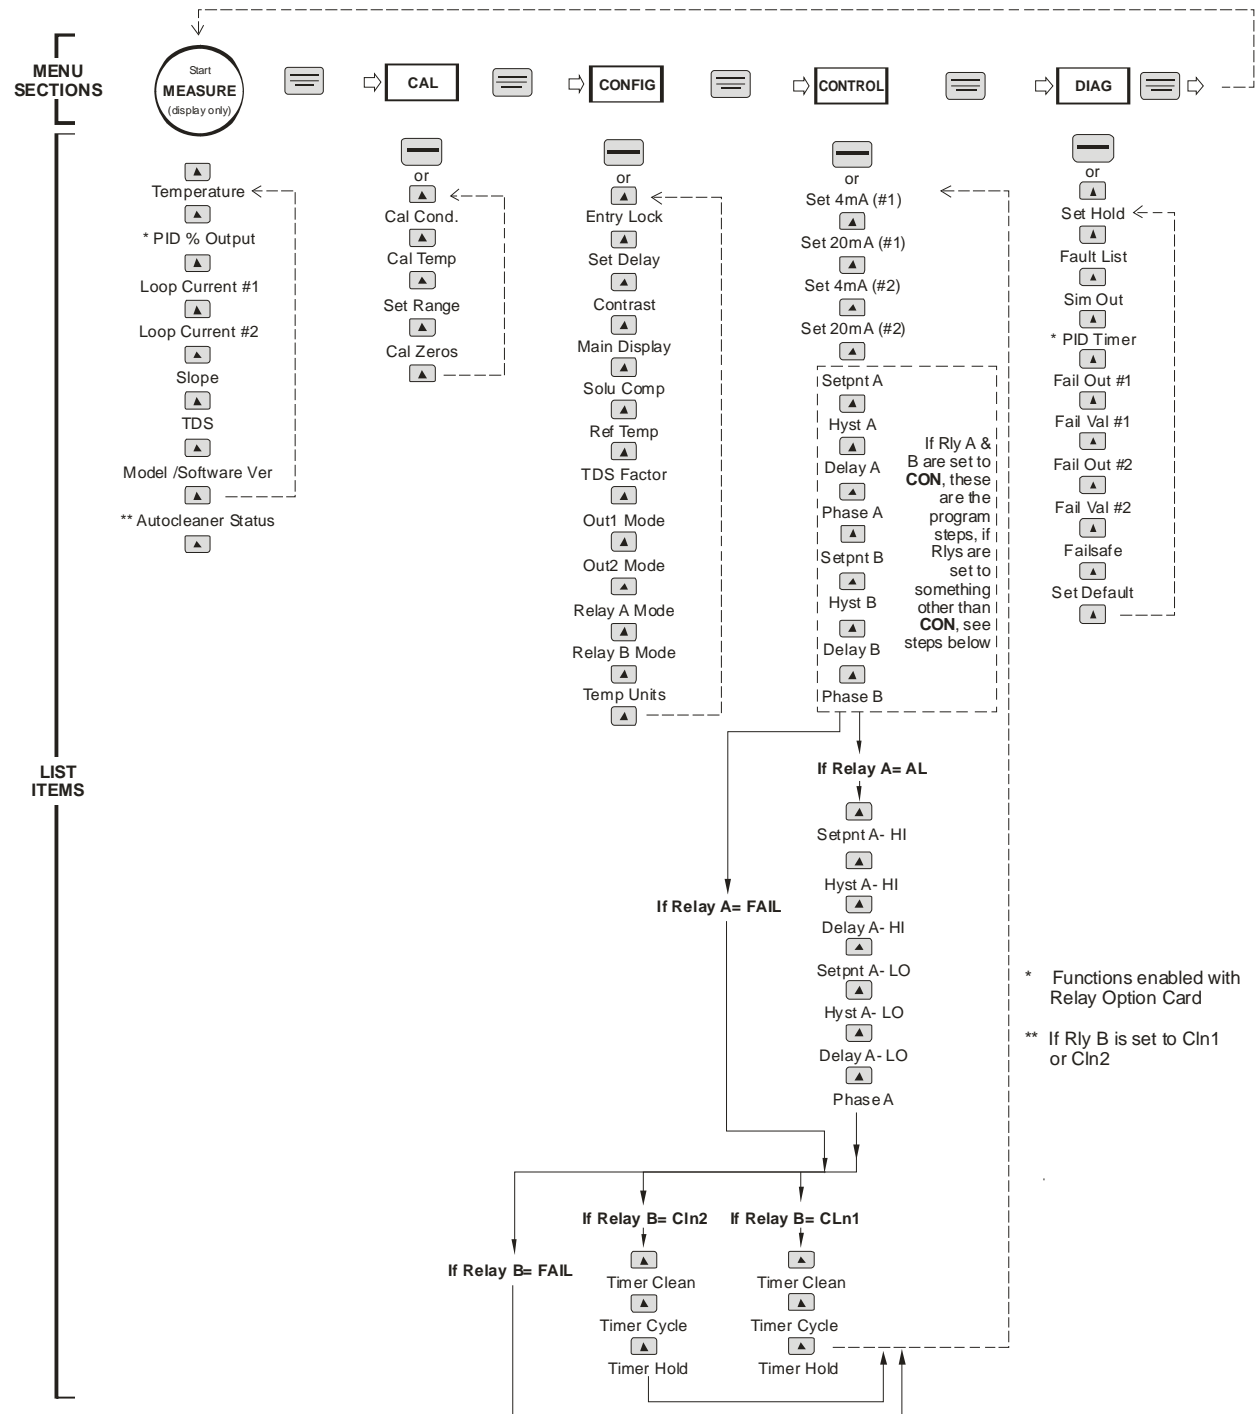 MENU
SECTIONS
Start
MEASURE
(display only)
CAL
CONFIG
CONTROL
DIAG
LIST
ITEMS
Temperature
* PID % Output
Loop Current #1
Loop Current #2
Slope
TDS
Model /Software Ver
** Autocleaner Status
or
Cal Cond.
Cal Temp
Set Range
Cal Zeros
or
Entry Lock
Set Delay
Contrast
Main Display
Solu Comp
Ref Temp
TDS Factor
Out1 Mode
Out2 Mode
Relay A Mode
Relay B Mode
Temp Units
or
Set 4mA (#1)
Set 20mA (#1)
Set 4mA (#2)
Set 20mA (#2)
Setpnt A
Hyst A
Delay A
Phase A
Setpnt B
Hyst B
Delay B
Phase B
If Rly A &
B are set to
CON, these
are the
program
steps, if
Rlys are
set to
something
other than
CON, see
steps below
or
Set Hold
Fault List
Sim Out
* PID Timer
Fail Out #1
Fail Val #1
Fail Out #2
Fail Val #2
Failsafe
Set Default
If Relay A= AL
Setpnt A- HI
Hyst A- HI
Delay A- HI
Setpnt A- LO
Hyst A- LO
Delay A- LO
Phase A
If Relay A= FAIL
* Functions enabled with
Relay Option Card
** If Rly B is set to Cln1
or Cln2
If Relay B= FAIL
If Relay B= Cln2
Timer Clean
Timer Cycle
Timer Hold
If Relay B= CLn1
Timer Clean
Timer Cycle
Timer Hold